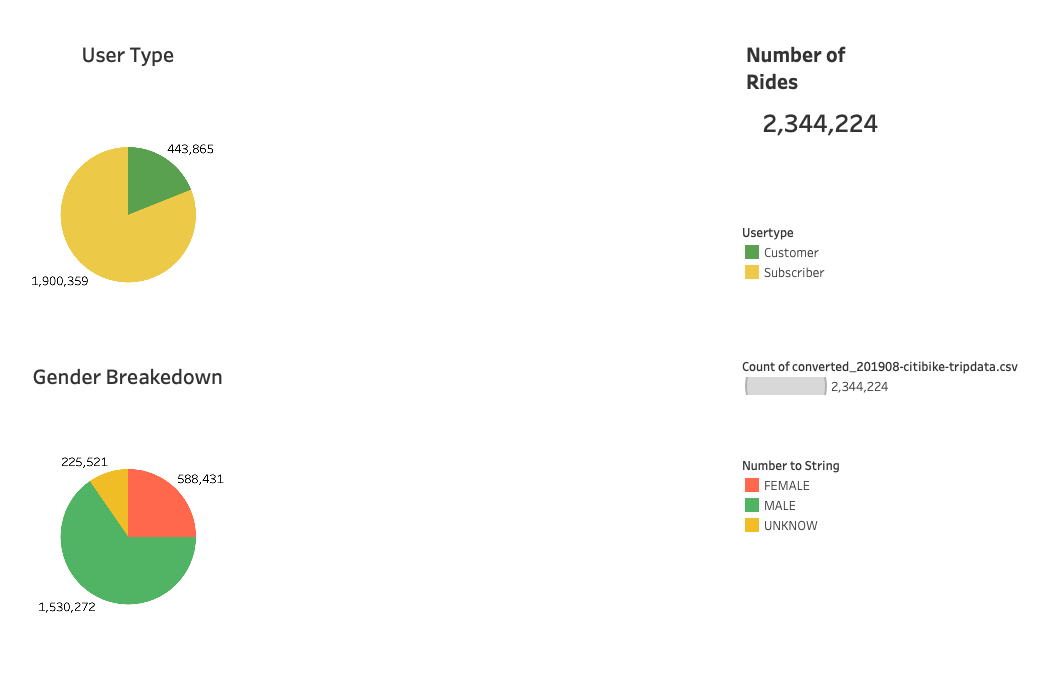 User Type
443,865
1,900,359
Gender Breakedown
225,521
588,431
1,530,272
Number of
Rides
2,344,224
Usertype
Customer
Subscriber
Count of converted_201908-citibike-tripdata.csv
2,344,224
Number to String
FEMALE
MALE
UNKNOW